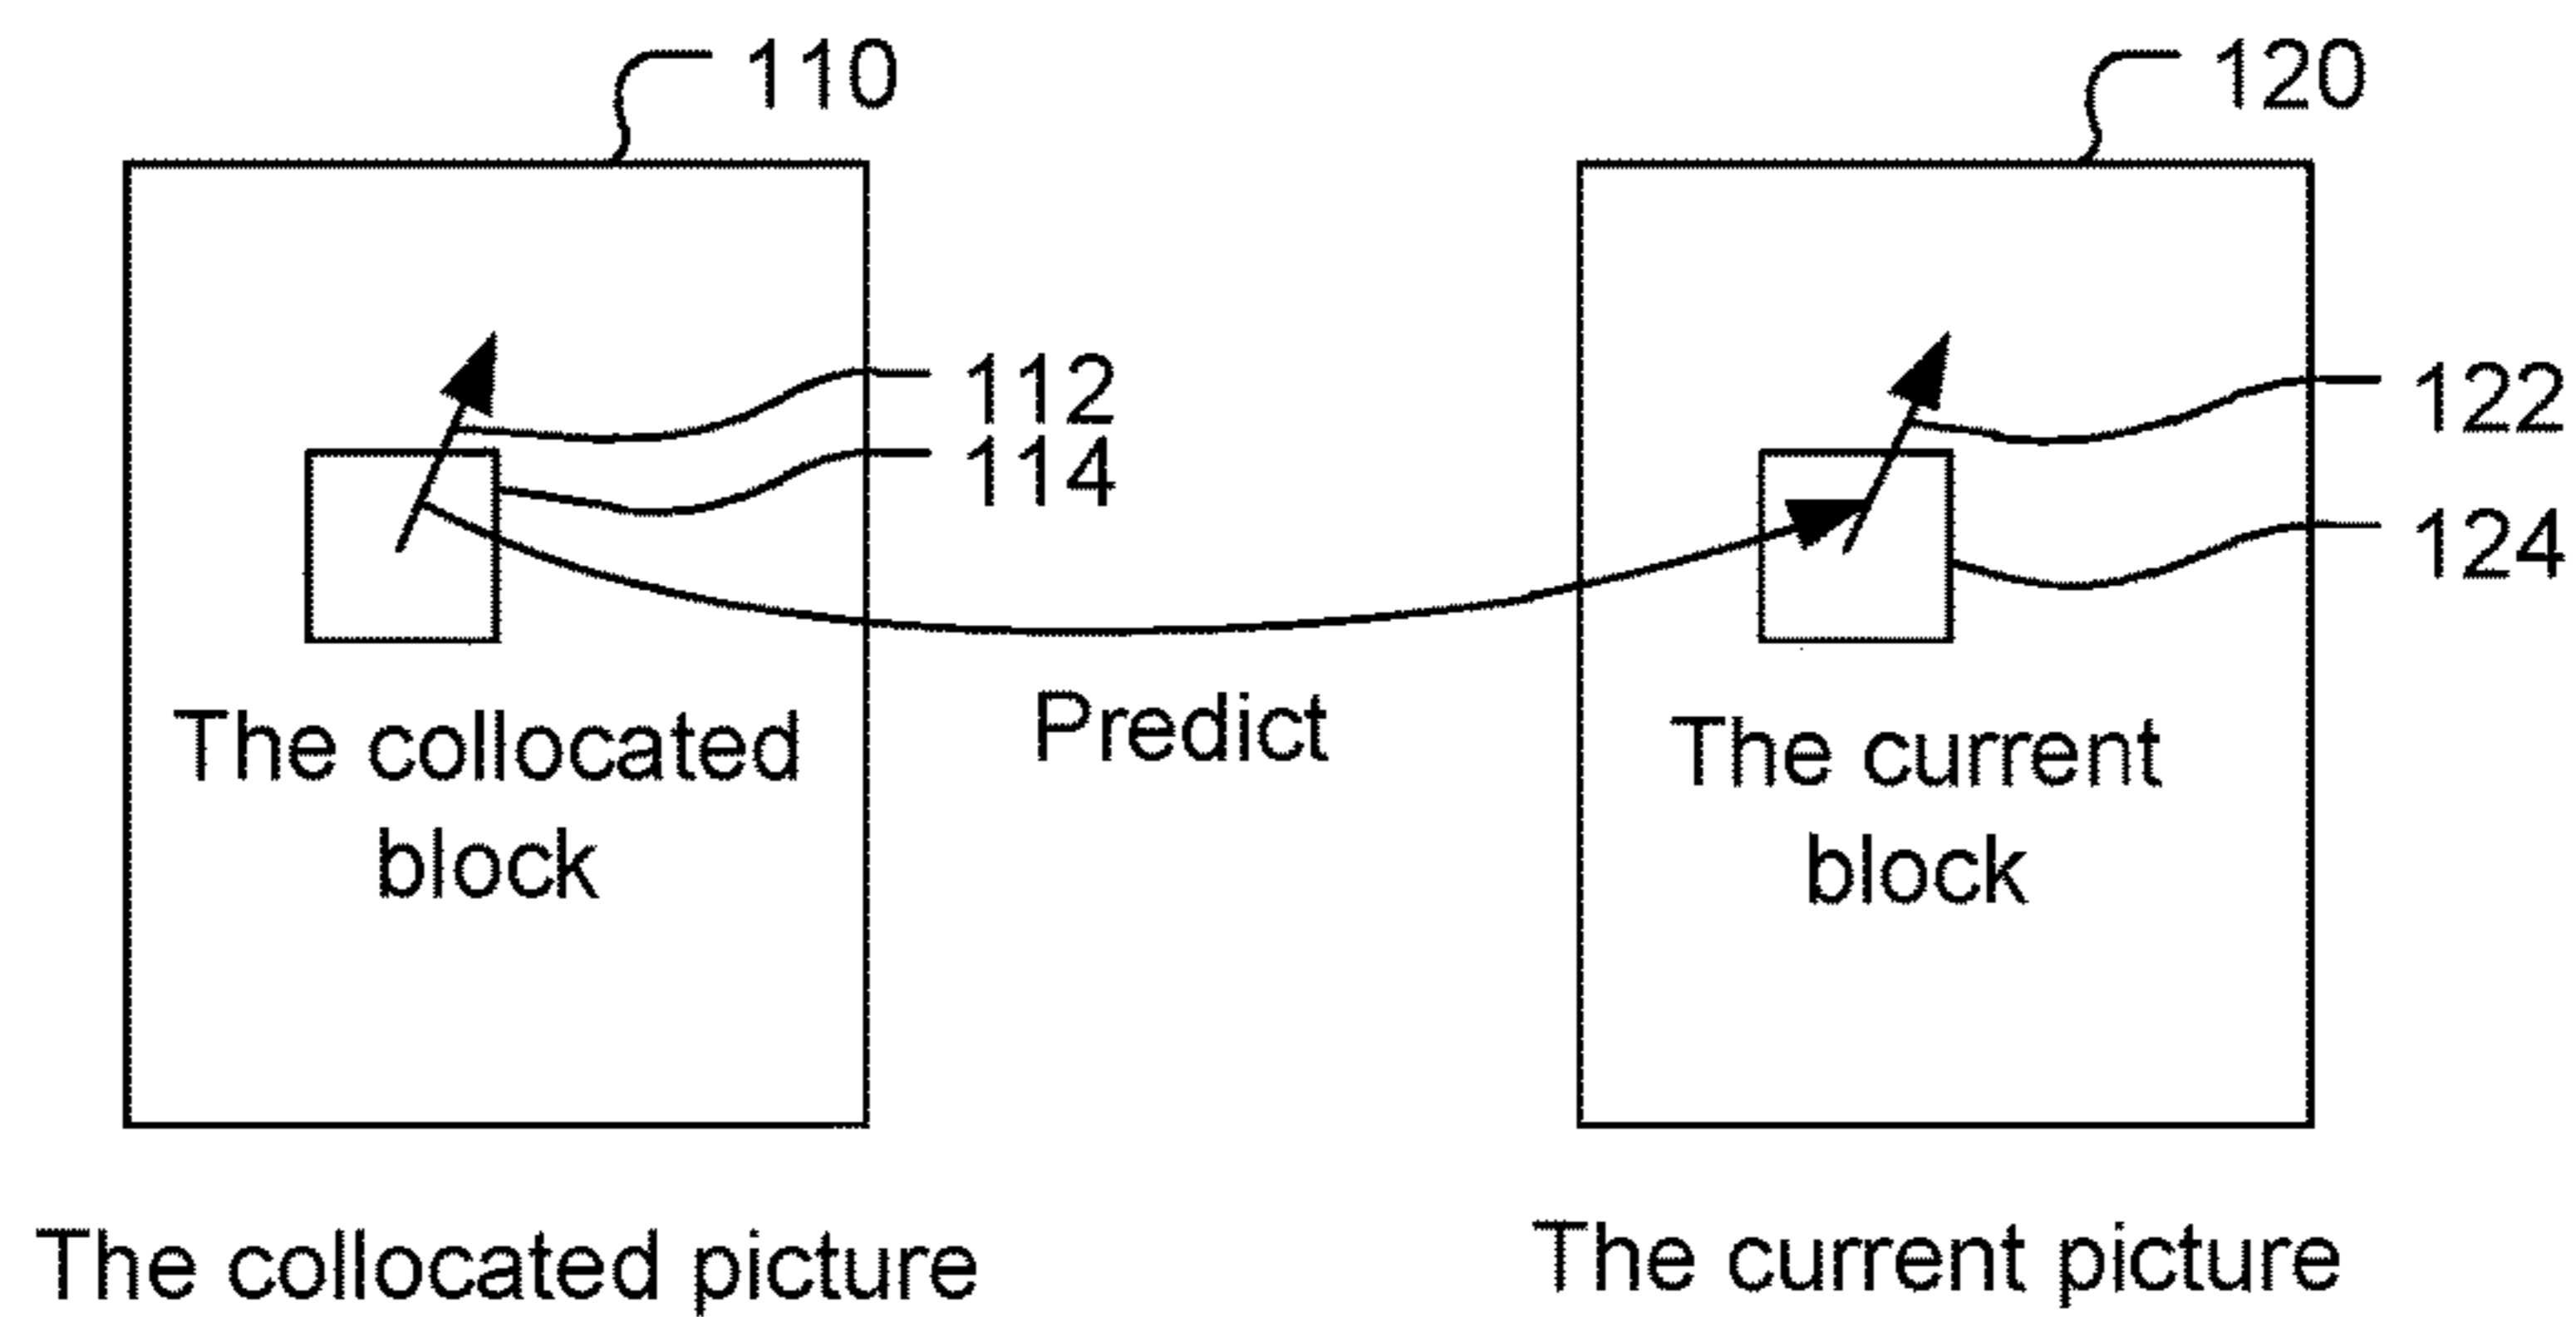 110
120
112
122
114
124
Predict
The collocated
block
The current
block
The collocated picture
The current picture